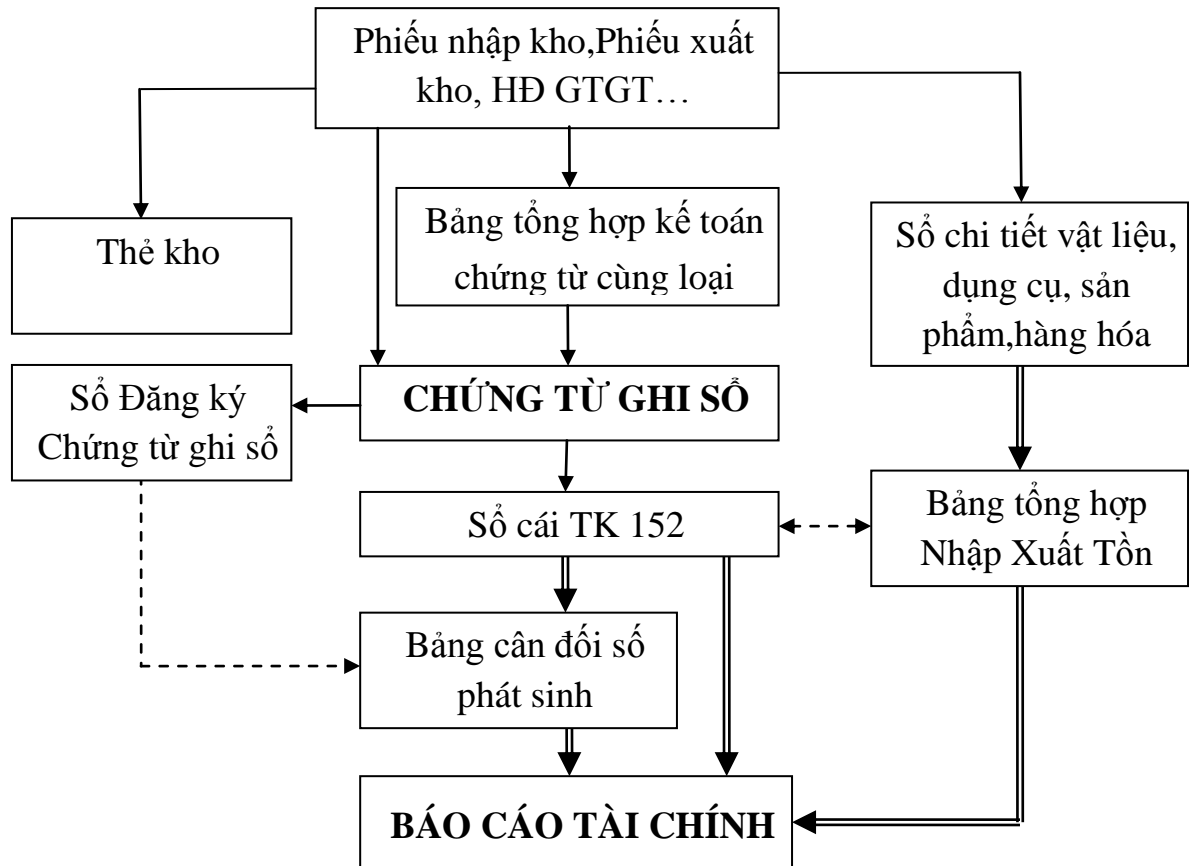 Phiếu nhập kho,Phiếu xuất
kho, HĐ GTGT…
Thẻ kho
Bảng tổng hợp kế toán
chứng từ cùng loại
Sổ chi tiết vật liệu,
dụng cụ, sản
phẩm,hàng hóa
Sổ Đăng ký
Chứng từ ghi sổ
CHỨNG TỪ GHI SỔ
Sổ cái TK 152
Bảng tổng hợp
Nhập Xuất Tồn
Bảng cân đối số
phát sinh
BÁO CÁO TÀI CHÍNH